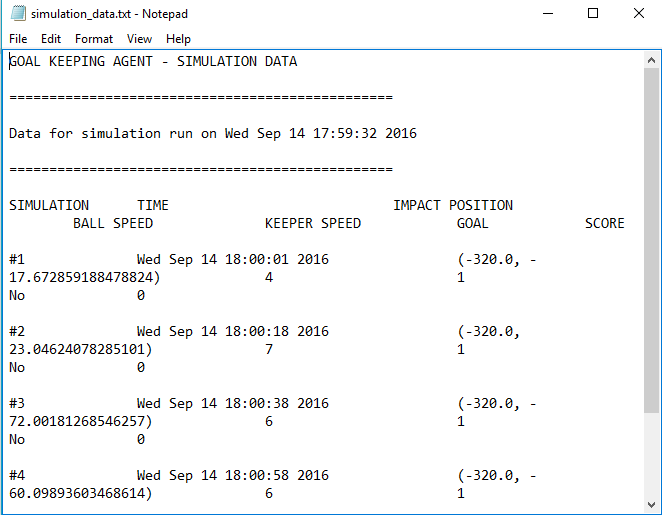 simulation_data.txt - Notepad
File Edit Format View Help
GOAL KEEPING AGENT - SIMULATION DATA
================================================
Data for simulation run on Wed Sep 14 17:59:32 2016
================================================
SIMULATION TIME IMPACT POSITION
BALL SPEED KEEPER SPEED GOAL SCORE
#1 Wed Sep 14 18:00:01 2016 (-320.0, -
17.672859188478824) 4 1
No 0
#2 Wed Sep 14 18:00:18 2016 (-320.0,
23.04624078285101) 7 1
No 0
#3 Wed Sep 14 18:00:38 2016 (-320.0, -
72.00181268546257) 6 1
No 0
#4 Wed Sep 14 18:00:58 2016 (-320.0, -
60.09893603468614) 6 1